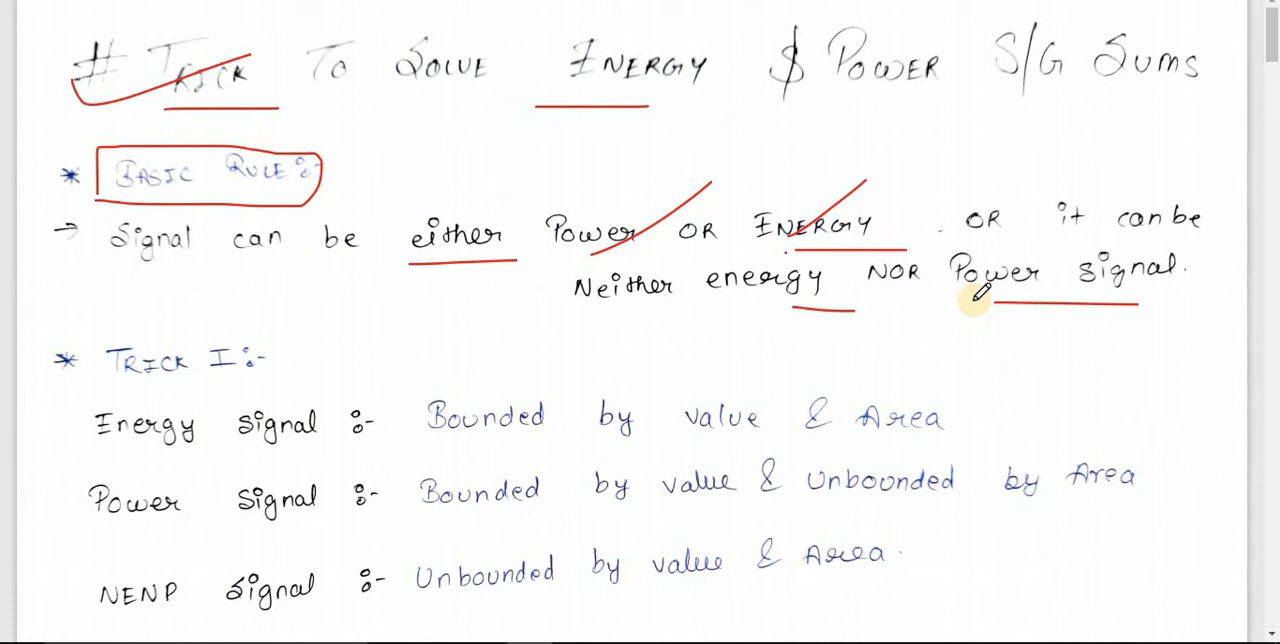 # TRICK TO SOLVE ENERGY & POWER S/G SUMS
* BASIC RULE :-
→ Signal can be either Power OR ENERGY. OR it can be
Neither energy NOR Power signal.
* TRICK I :-
Energy signal :- Bounded by value & Area
Power signal :- Bounded by value & Unbounded by Area
NENP signal :- Unbounded by value & Area.